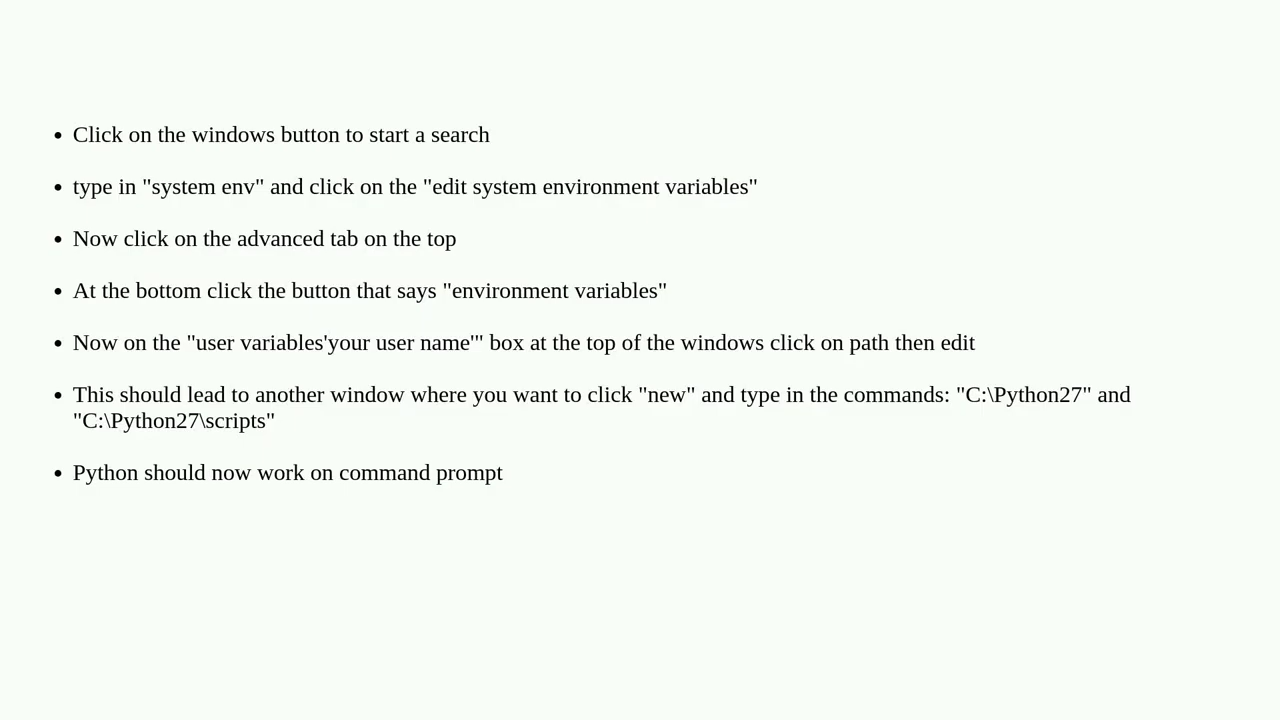 • Click on the windows button to start a search
• type in "system env" and click on the "edit system environment variables"
• Now click on the advanced tab on the top
• At the bottom click the button that says "environment variables"
• Now on the "user variables'your user name'" box at the top of the windows click on path then edit
• This should lead to another window where you want to click "new" and type in the commands: "C:\Python27" and
"C:\Python27\scripts"
• Python should now work on command prompt